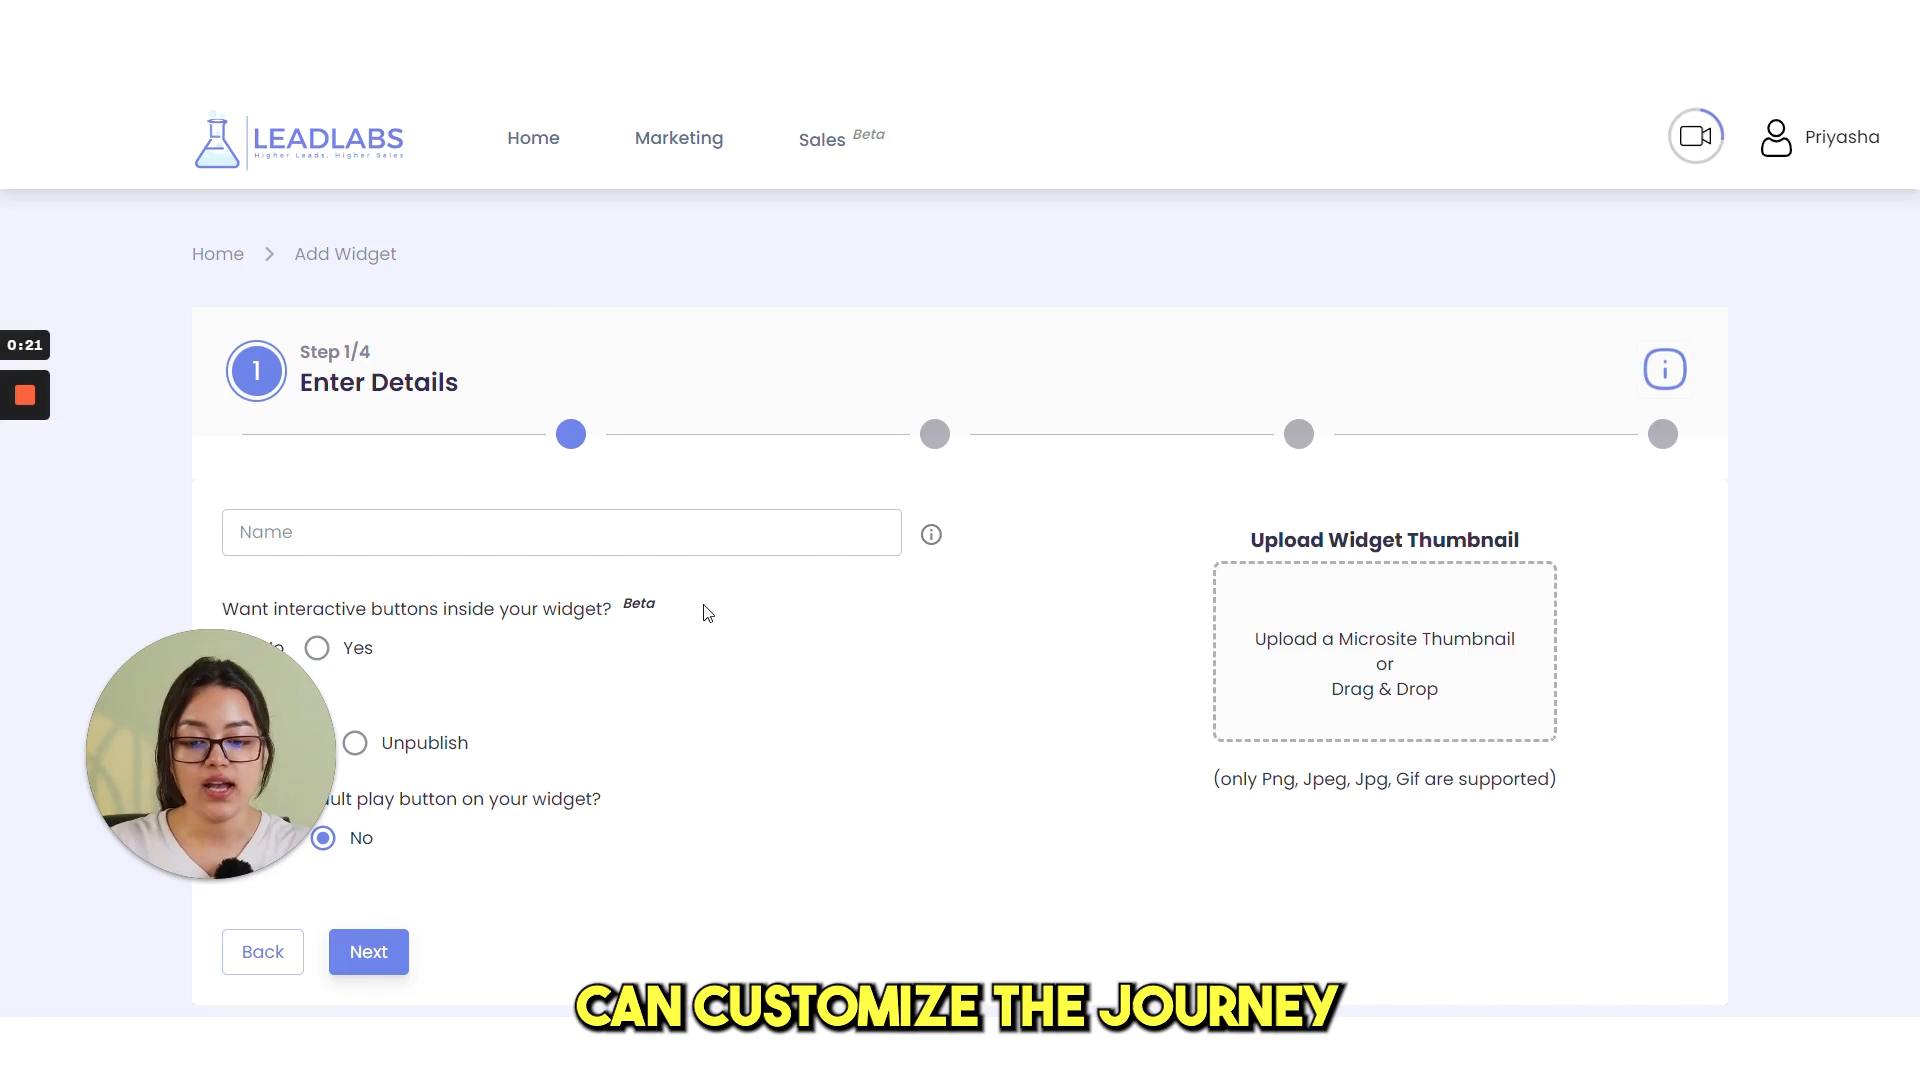 LEADLABS
Higher Leads, Higher Sales
Home
Marketing
Sales Beta
Priyasha
Home
Add Widget
0:21
1
Step 1/4
Enter Details
Name
Want interactive buttons inside your widget? Beta
Yes
Unpublish
play button on your widget?
No
Back
Next
Upload Widget Thumbnail
Upload a Microsite Thumbnail
or
Drag & Drop
(only Png, Jpeg, Jpg, Gif are supported)
CAN CUSTOMIZE THE JOURNEY